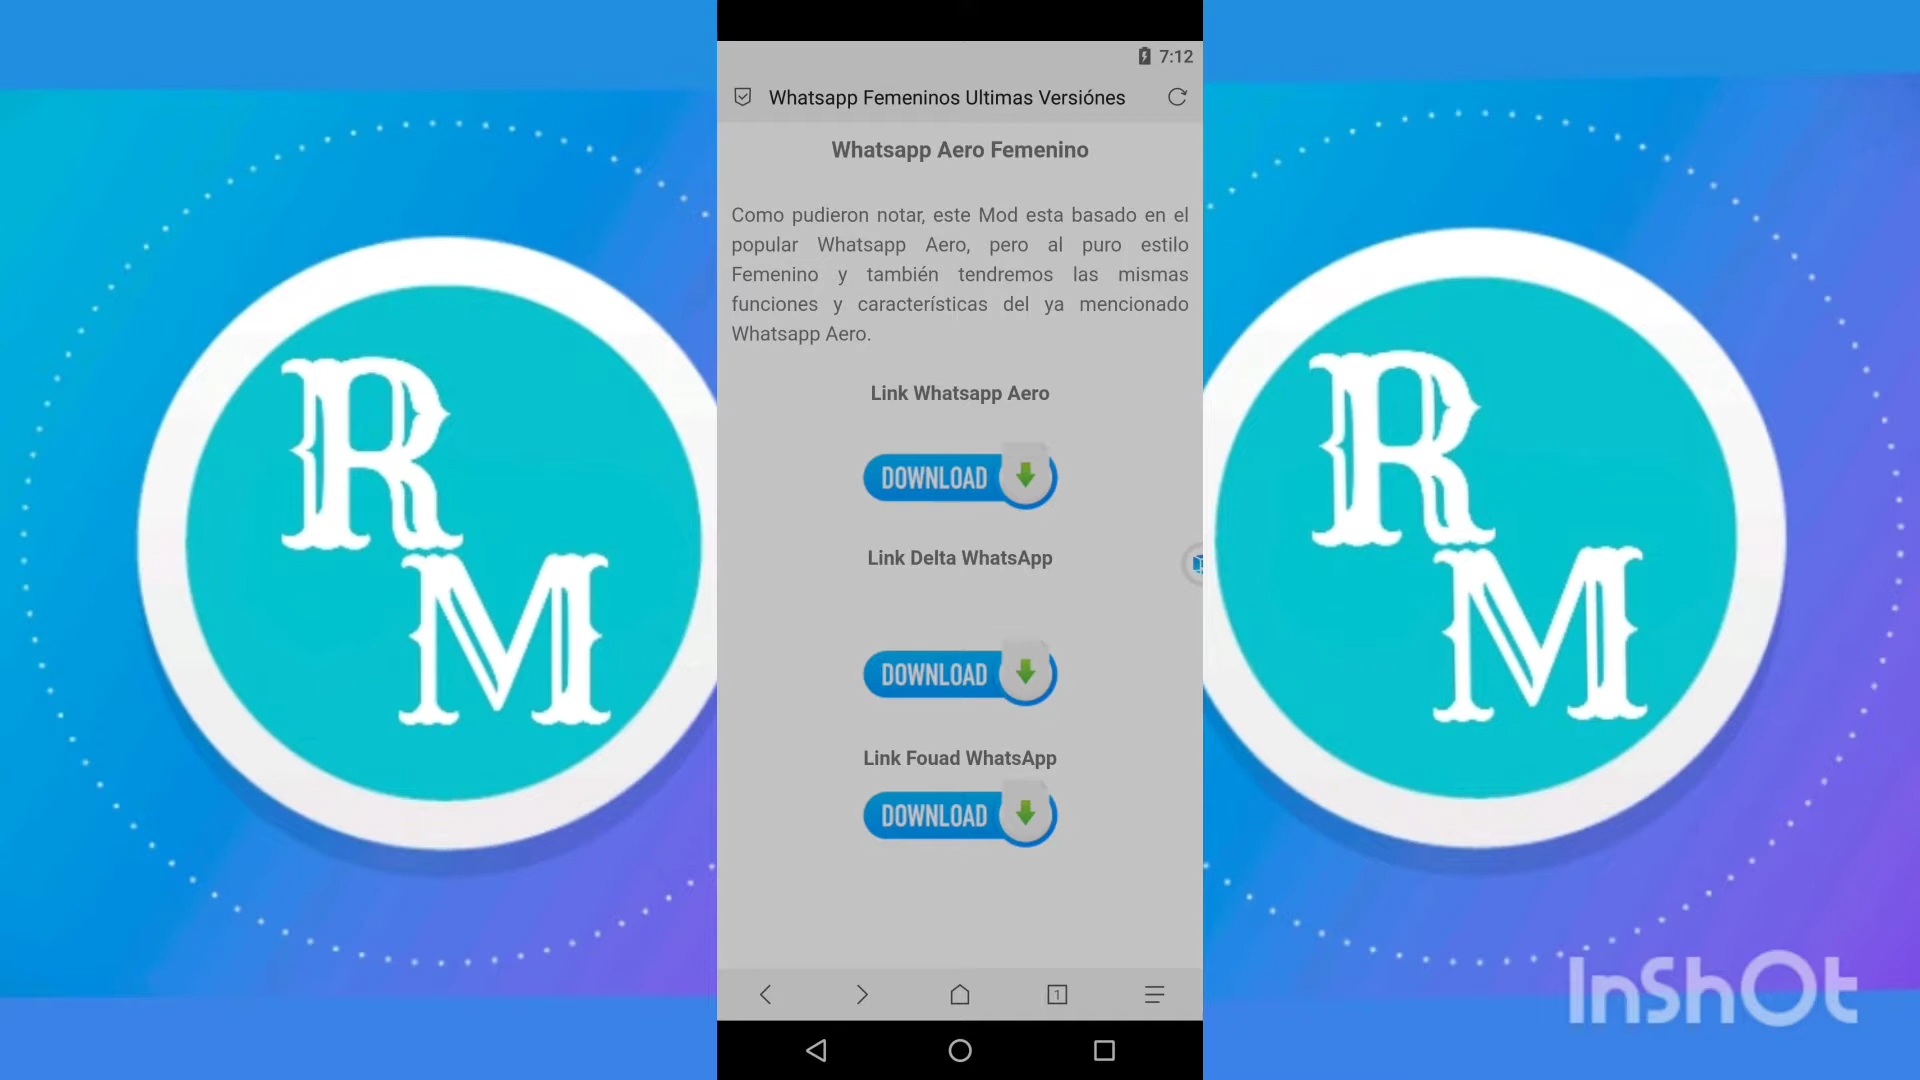 7:12
Whatsapp Femeninos Ultimas Versiónes
Whatsapp Aero Femenino
Como pudieron notar, este Mod esta basado en el
popular Whatsapp Aero, pero al puro estilo
Femenino y también tendremos las mismas
funciones y características del ya mencionado
Whatsapp Aero.
Link Whatsapp Aero
DOWNLOAD
Link Delta WhatsApp
DOWNLOAD
Link Fouad WhatsApp
DOWNLOAD
1
R
M
R
M
InShOt